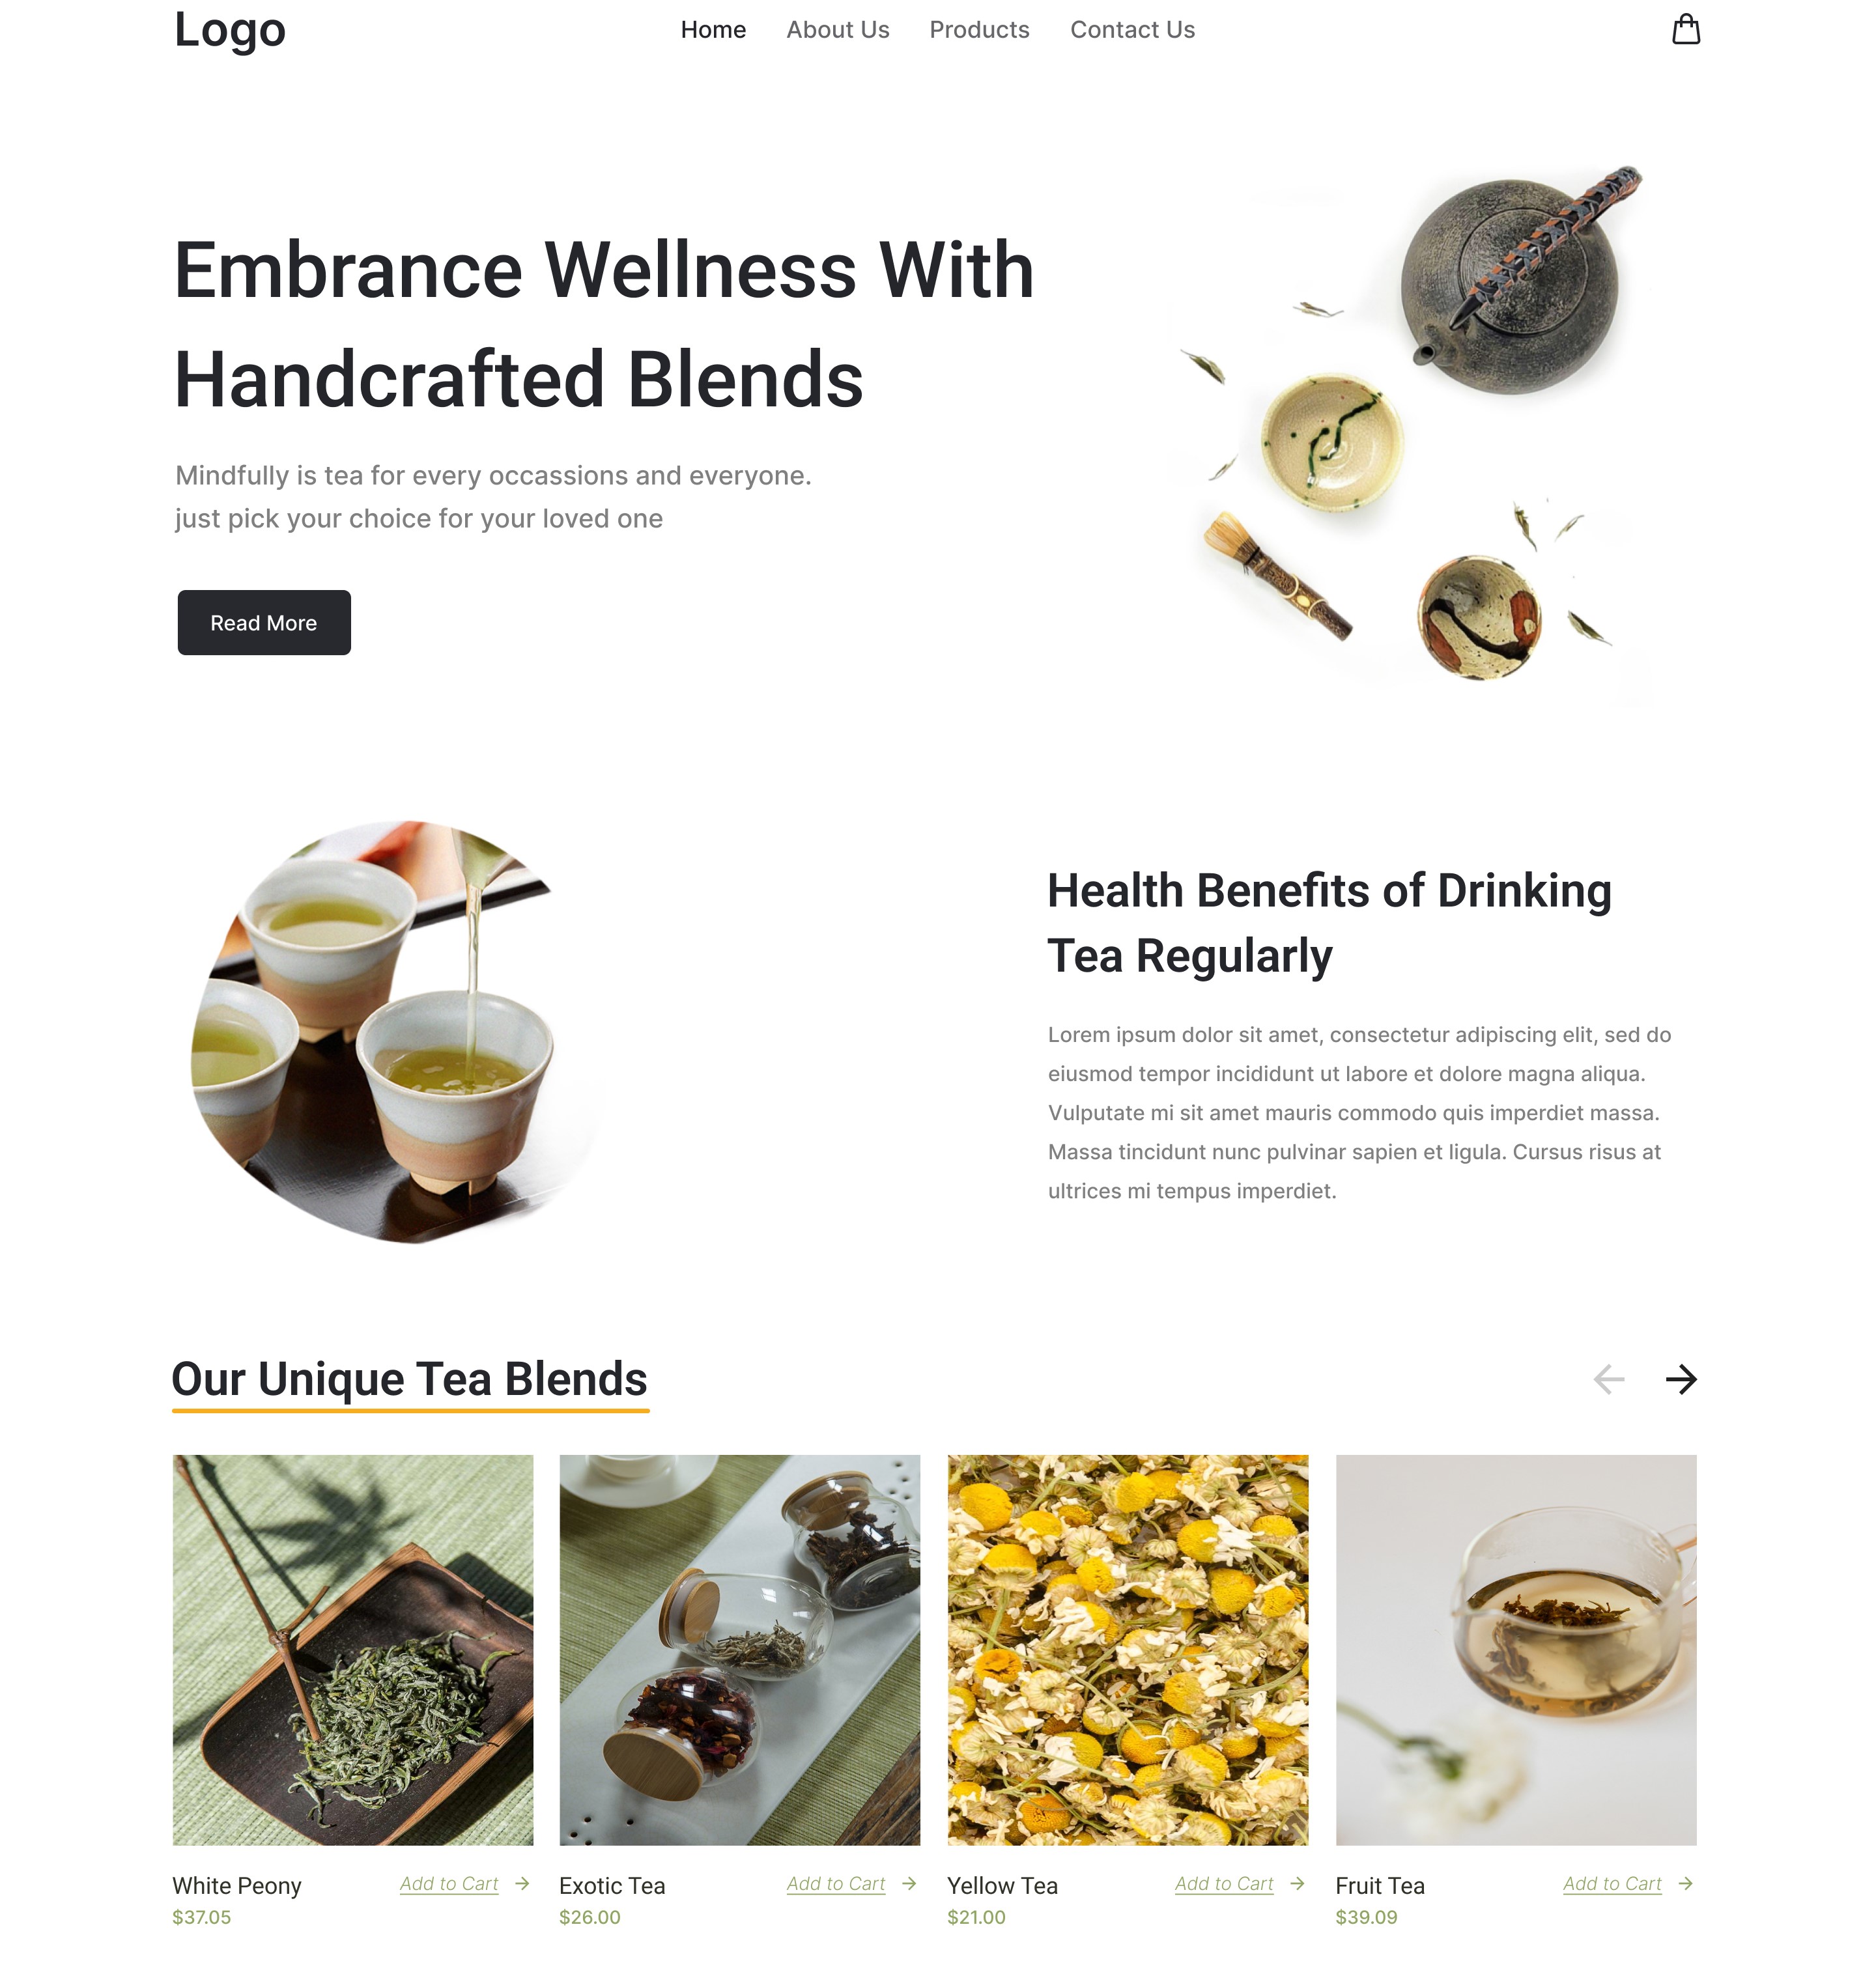 Logo
Home About Us Products Contact Us
Embrance Wellness With
Handcrafted Blends
Mindfully is tea for every occassions and everyone.
just pick your choice for your loved one
Read More
Health Benefits of Drinking
Tea Regularly
Lorem ipsum dolor sit amet, consectetur adipiscing elit, sed do
eiusmod tempor incididunt ut labore et dolore magna aliqua.
Vulputate mi sit amet mauris commodo quis imperdiet massa.
Massa tincidunt nunc pulvinar sapien et ligula. Cursus risus at
ultrices mi tempus imperdiet.
Our Unique Tea Blends
White Peony Add to Cart
$37.05
Exotic Tea Add to Cart
$26.00
Yellow Tea Add to Cart
$21.00
Fruit Tea Add to Cart
$39.09